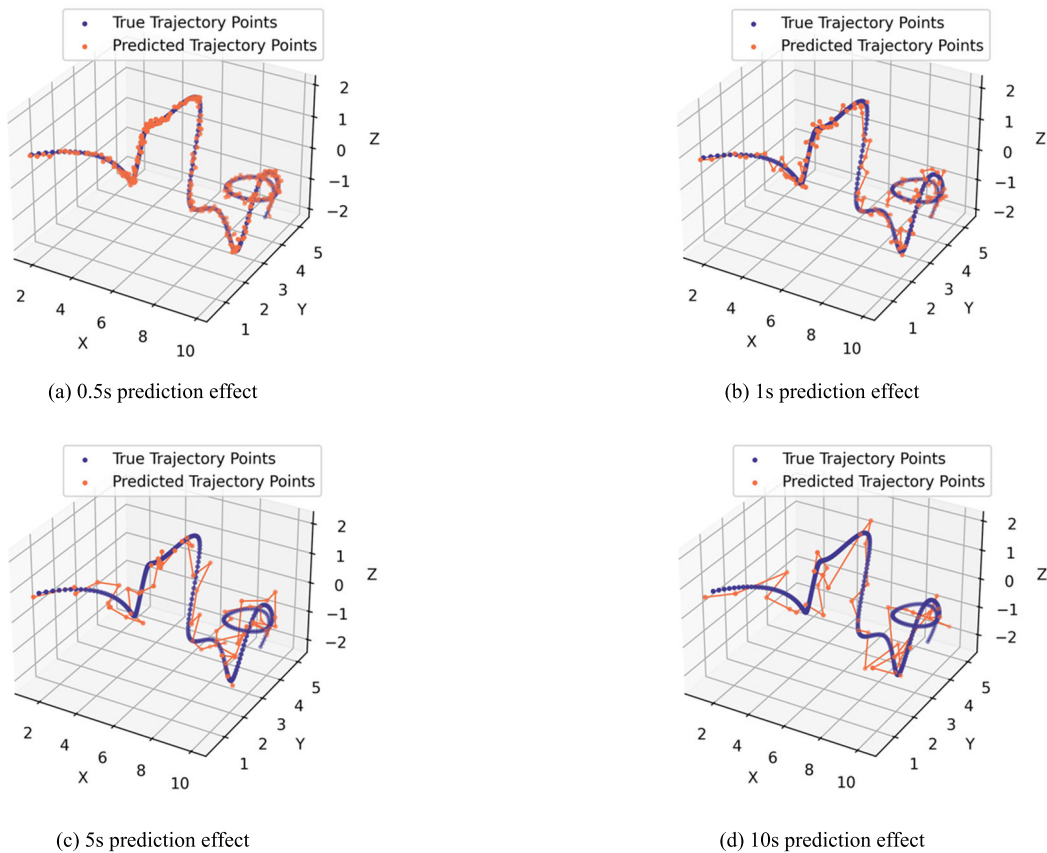 True Trajectory Points
Predicted Trajectory Points
2
1
0
−1
−2
Z
5
4
3
2
1
Y
2
4
6
8
10
X
(a) 0.5s prediction effect
True Trajectory Points
Predicted Trajectory Points
2
1
0
−1
−2
Z
5
4
3
2
1
Y
2
4
6
8
10
X
(b) 1s prediction effect
True Trajectory Points
Predicted Trajectory Points
2
1
0
−1
−2
Z
5
4
3
2
1
Y
2
4
6
8
10
X
(c) 5s prediction effect
True Trajectory Points
Predicted Trajectory Points
2
1
0
−1
−2
Z
5
4
3
2
1
Y
2
4
6
8
10
X
(d) 10s prediction effect